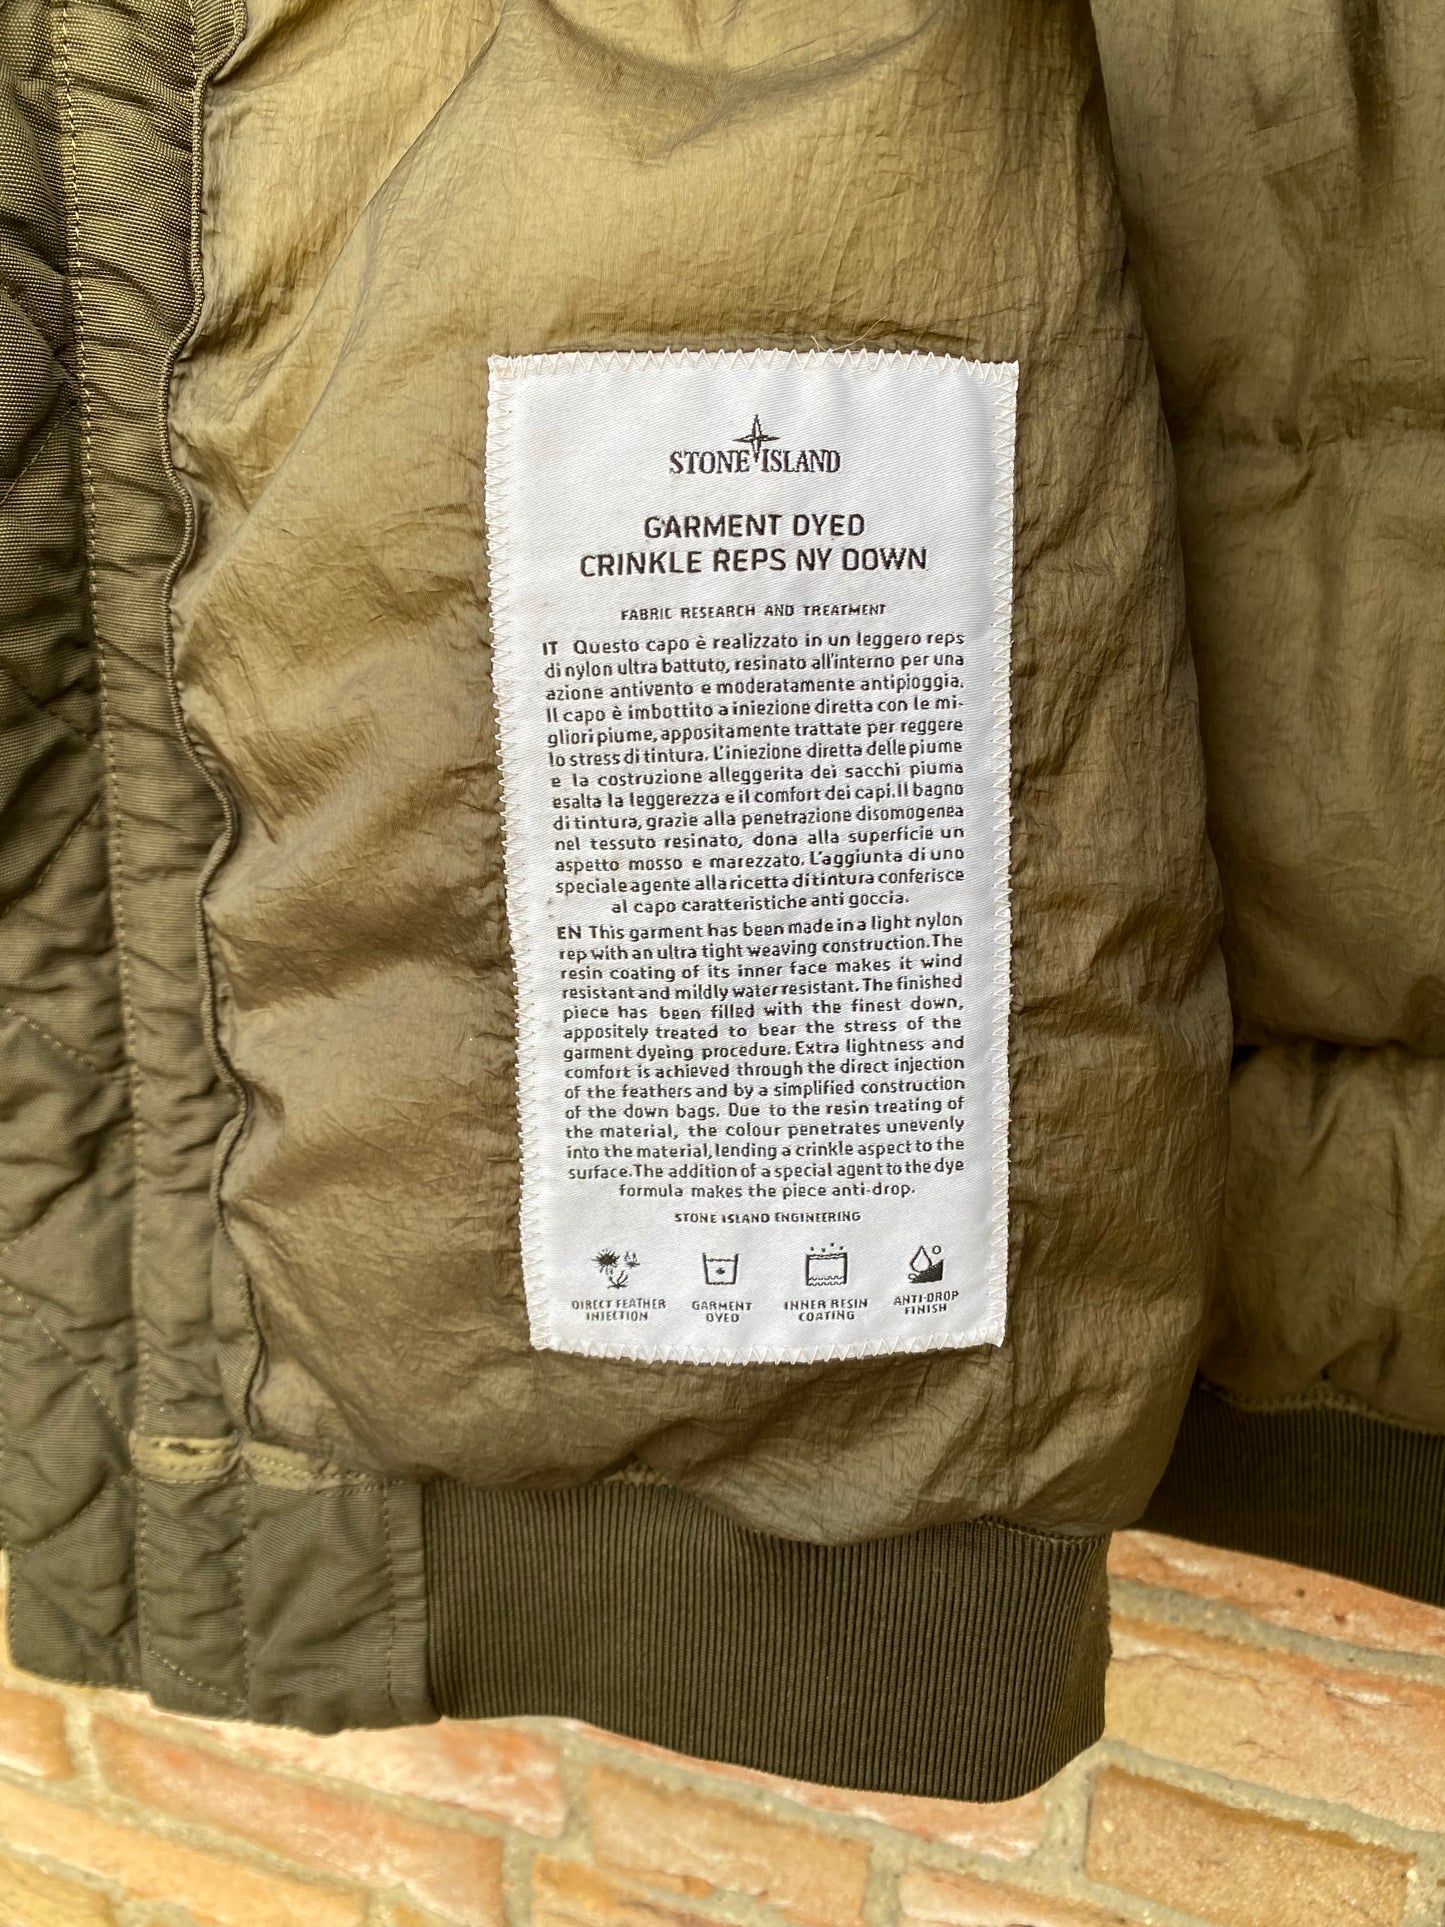 STONE ISLAND
GARMENT DYED
CRINKLE REPS NY DOWN
FABRIC RESEARCH AND TREATMENT
IT Questo capo è realizzato in un leggero reps
di nylon ultra battuto, resinato all'interno per una
azione antivento e moderatamente antipioggia.
Il capo è imbottito a iniezione diretta con le mi-
gliori piume, appositamente trattate per reggere
lo stress di tintura. L'iniezione diretta delle piume
e la costruzione alleggerita dei sacchi piuma
esalta la leggerezza e il comfort dei capi. Il bagno
di tintura, grazie alla penetrazione disomogenea
nel tessuto resinato, dona alla superficie un
aspetto mosso e marezzato. L'aggiunta di uno
speciale agente alla ricetta di tintura conferisce
al capo caratteristiche anti goccia.
EN This garment has been made in a light nylon
rep with an ultra tight weaving construction. The
resin coating of its inner face makes it wind
resistant and mildly water resistant. The finished
piece has been filled with the finest down,
appositely treated to bear the stress of the
garment dyeing procedure. Extra lightness and
comfort is achieved through the direct injection
of the feathers and by a simplified construction
of the down bags. Due to the resin treating of
the material, the colour penetrates unevenly
into the material, lending a crinkle aspect to the
surface. The addition of a special agent to the dye
formula makes the piece anti-drop.
STONE ISLAND ENGINEERING
DIRECT FEATHER
INJECTION
GARMENT
DYED
INNER RESIN
COATING
ANTI-DROP
FINISH